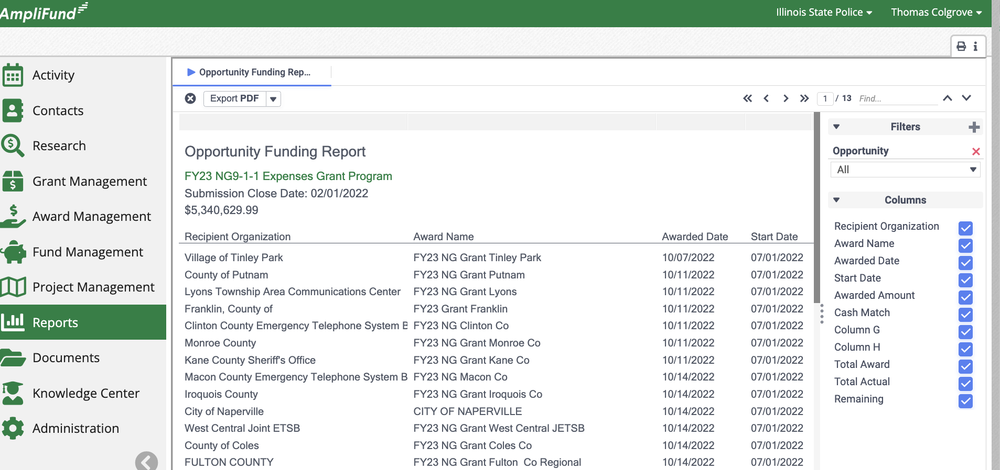 AmpliFund
Illinois State Police
Thomas Colgrove
Activity
Contacts
Research
Grant Management
Award Management
Fund Management
Project Management
Reports
Documents
Knowledge Center
Administration
Opportunity Funding Rep...
Export PDF
1 / 13 Find...
Opportunity Funding Report
FY23 NG9-1-1 Expenses Grant Program
Submission Close Date: 02/01/2022
$5,340,629.99
Recipient Organization Award Name Awarded Date Start Date
Village of Tinley Park FY23 NG Grant Tinley Park 10/07/2022 07/01/2022
County of Putnam FY23 NG Grant Putnam 10/11/2022 07/01/2022
Lyons Township Area Communications Center FY23 NG Grant Lyons 10/11/2022 07/01/2022
Franklin, County of FY23 Grant Franklin 10/11/2022 07/01/2022
Clinton County Emergency Telephone System B FY23 NG Clinton Co 10/11/2022 07/01/2022
Monroe County FY23 NG Grant Monroe Co 10/11/2022 07/01/2022
Kane County Sheriff's Office FY23 NG Grant Kane Co 10/11/2022 07/01/2022
Macon County Emergency Telephone System B FY23 NG Macon Co 10/14/2022 07/01/2022
Iroquois County FY23 NG Grant Iroquois Co 10/14/2022 07/01/2022
City of Naperville CITY OF NAPERVILLE 10/14/2022 07/01/2022
West Central Joint ETSB FY23 NG Grant West Central JETSB 10/14/2022 07/01/2022
County of Coles FY23 NG Grant Coles Co 10/14/2022 07/01/2022
FULTON COUNTY FY23 NG Grant Fulton  Co Regional 10/14/2022 07/01/2022
Filters
Opportunity
All
Columns
Recipient Organization
Award Name
Awarded Date
Start Date
Awarded Amount
Cash Match
Column G
Column H
Total Award
Total Actual
Remaining